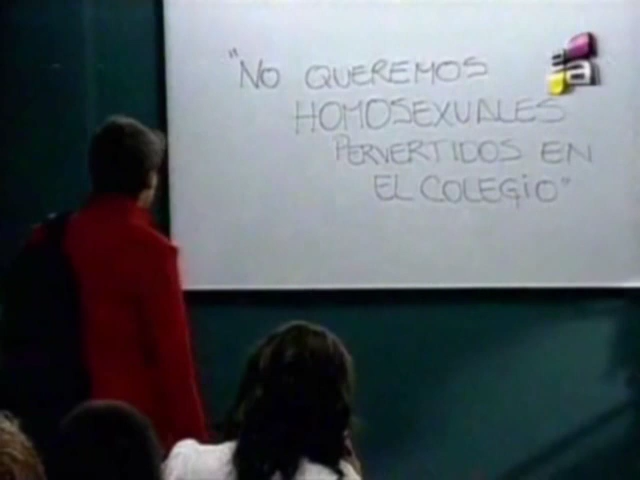 "NO QUEREMOS
HOMOSEXUALES
PERVERTIDOS EN
EL COLEGIO"
a